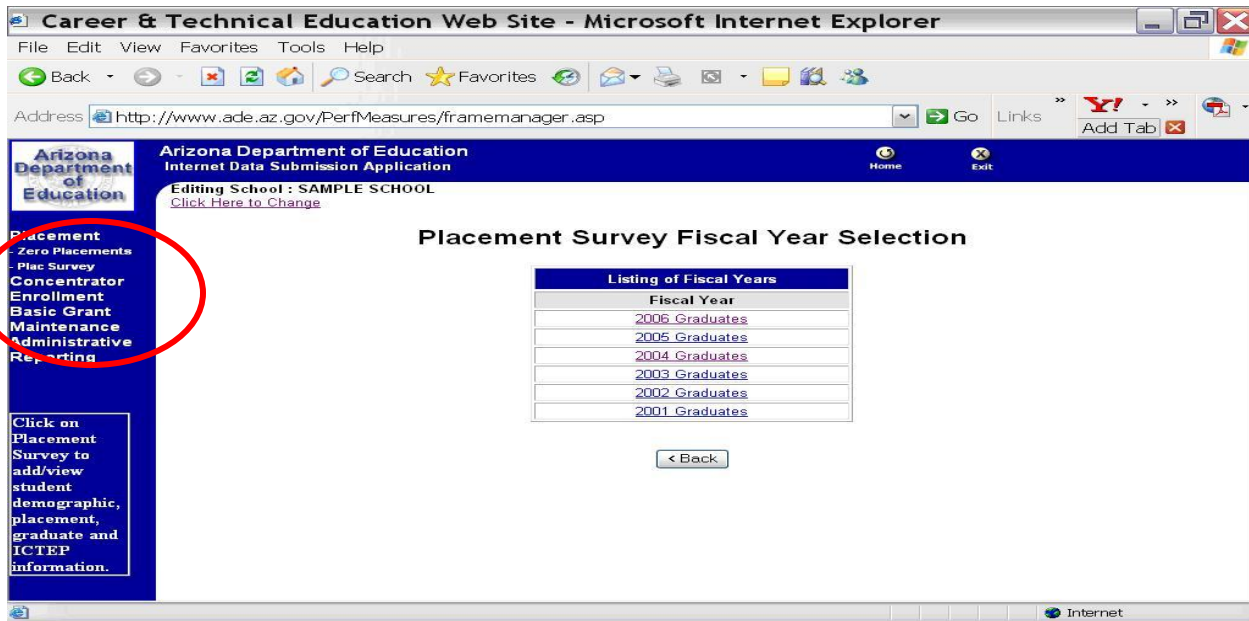 Career & Technical Education Web Site - Microsoft Internet Explorer
File Edit View Favorites Tools Help
Back Search Favorites
Address http://www.ade.az.gov/PerfMeasures/framemanager.asp Go Links » Y! - »
Add Tab
Arizona
Department
of
Education
Arizona Department of Education
Internet Data Submission Application
Home Exit
Editing School : SAMPLE SCHOOL
Click Here to Change
Placement
- Zero Placements
- Plac Survey
Concentrator
Enrollment
Basic Grant
Maintenance
Administrative
Reporting
Click on
Placement
Survey to
add/view
student
demographic,
placement,
graduate and
ICTEP
information.
Placement Survey Fiscal Year Selection
Listing of Fiscal Years
Fiscal Year
2006 Graduates
2005 Graduates
2004 Graduates
2003 Graduates
2002 Graduates
2001 Graduates
< Back
Internet